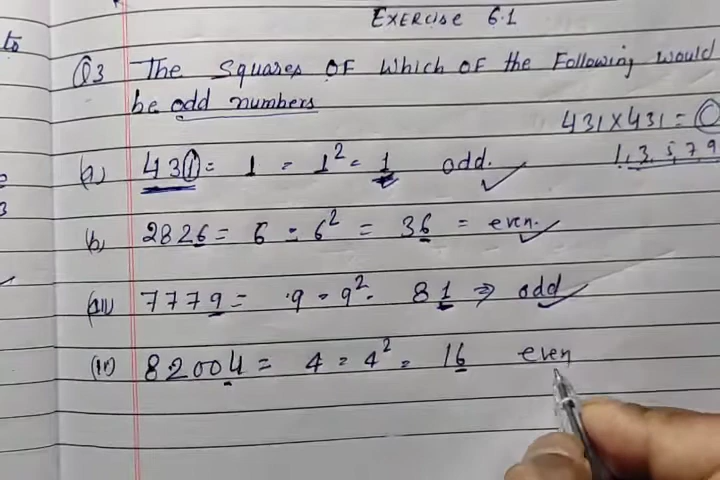 to
Exercise 6.1
Q3 The Squares OF Which OF the Following would
be odd numbers
431×431 =
1, 3, 5, 7 9
(a) 431 = 1 = 1² = 1 odd.
(b) 2826 = 6 = 6² = 36 = even.
(iii) 7779 = 9 = 9² = 81 ⇒ odd
(iv) 82004 = 4 = 4² = 16 even
3